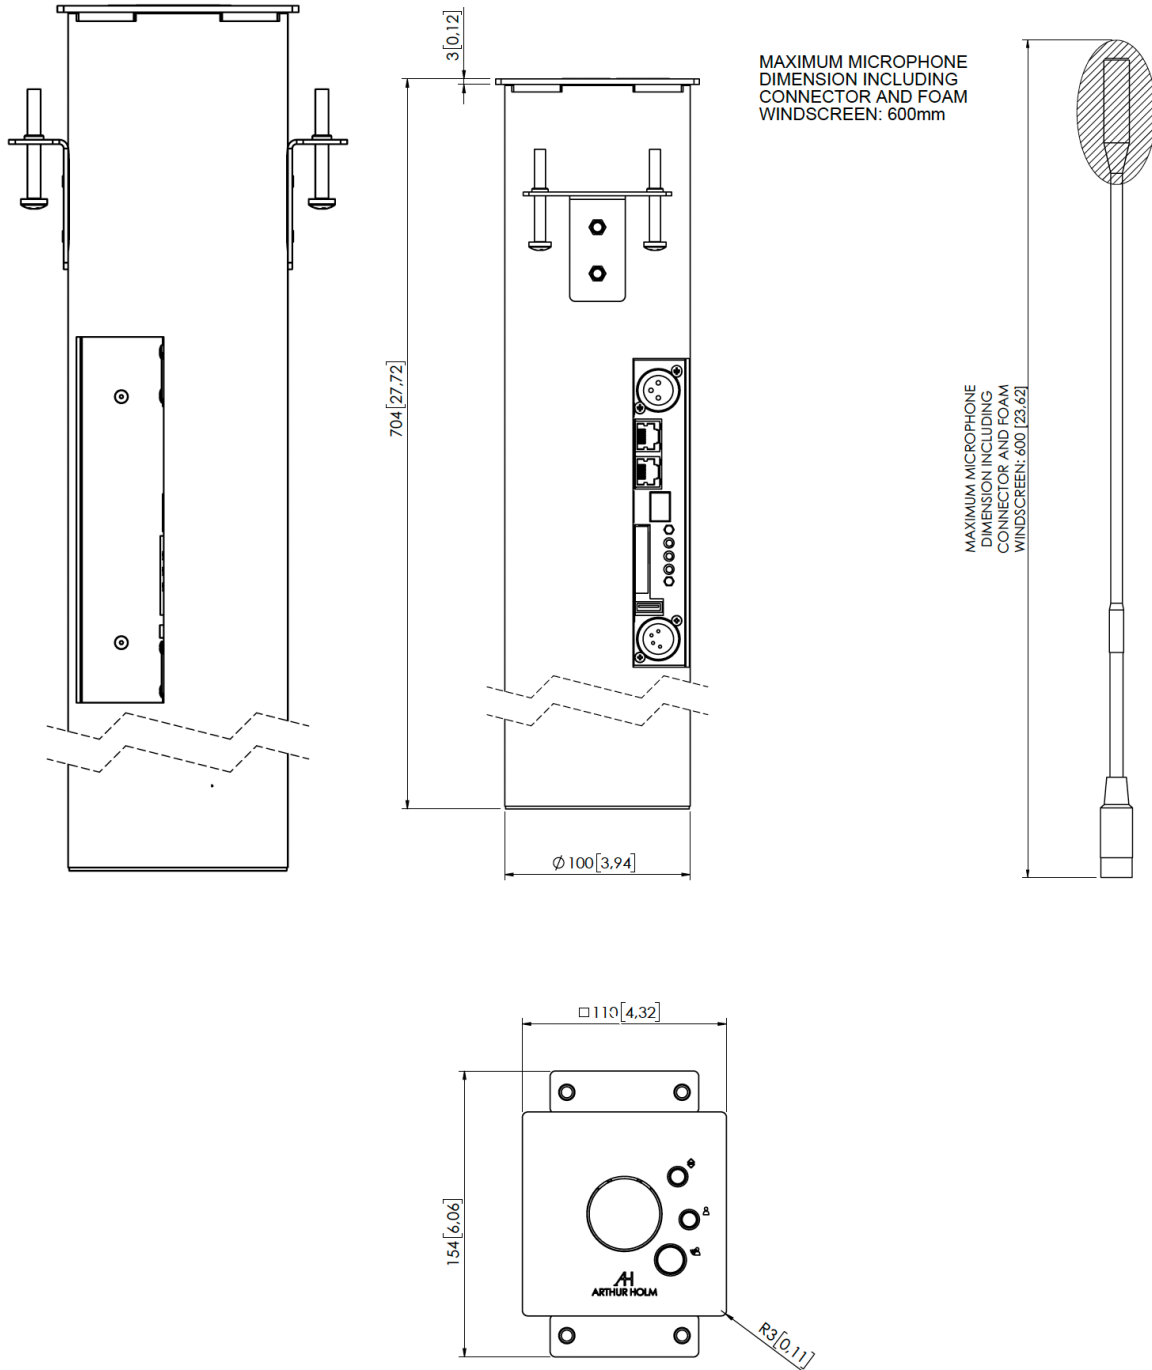 3[0,12]
MAXIMUM MICROPHONE
DIMENSION INCLUDING
CONNECTOR AND FOAM
WINDSCREEN: 600mm
704[27,72]
MAXIMUM MICROPHONE
DIMENSION INCLUDING
CONNECTOR AND FOAM
WINDSCREEN: 600 [23,62]
Ø100[3,94]
□110[4,32]
154[6,06]
AH
ARTHUR HOLM
R3[0,11]